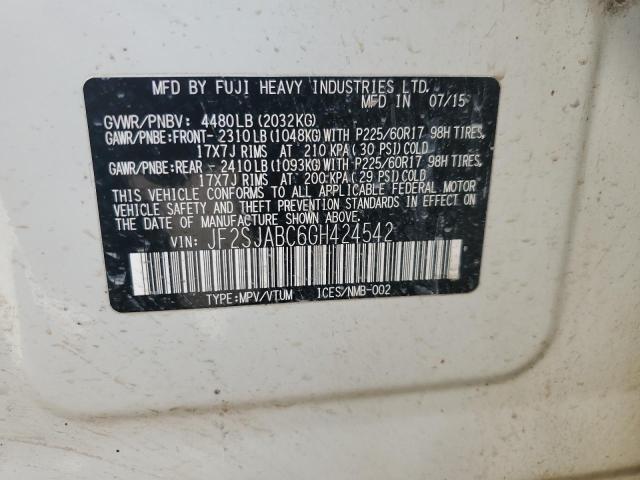 MFD BY FUJI HEAVY INDUSTRIES LTD.
MFD IN 07/15
GVWR/PNBV: 4480LB (2032KG)
GAWR/PNBE:FRONT- 2310LB (1048KG) WITH P225/60R17 98H TIRES,
17X7J RIMS AT 210 KPA (30 PSI) COLD
GAWR/PNBE:REAR - 2410LB (1093KG) WITH P225/60R17 98H TIRES,
17X7J RIMS AT 200 KPA (29 PSI) COLD
THIS VEHICLE CONFORMS TO ALL APPLICABLE FEDERAL MOTOR
VEHICLE SAFETY AND THEFT PREVENTION STANDARDS IN EFFECT ON
THE DATE OF MANUFACTURE SHOWN ABOVE.
VIN: JF2SJABC6GH424542
TYPE:MPV/VTUM ICES/NMB-002